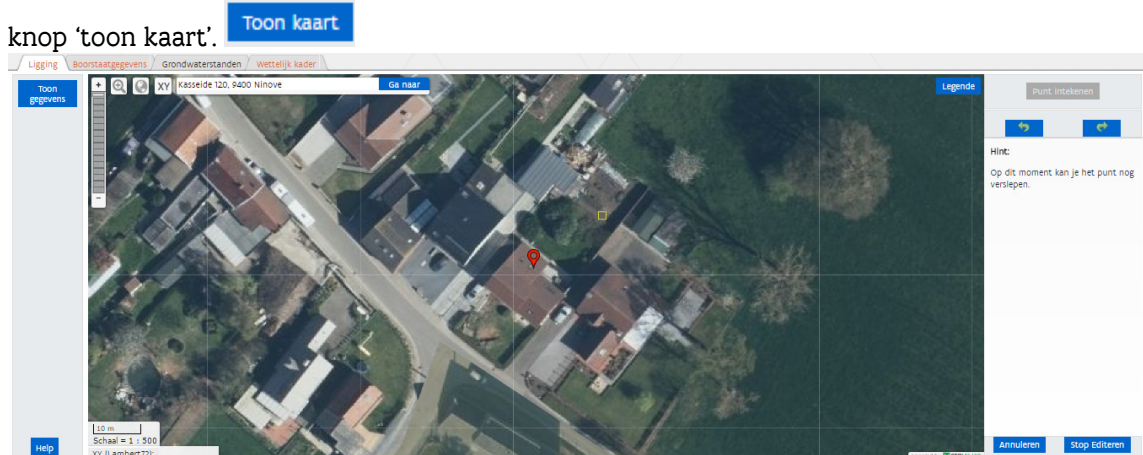 knop ‘toon kaart’. Toon kaart
Ligging Boorstaatgegevens Grondwaterstanden Wettelijk kader
Toon gegevens
+ XY Kasseide 120, 9400 Ninove Ga naar
Legende
Punt intekenen
Hint:
Op dit moment kan je het punt nog
verslepen.
10 m
Schaal = 1 : 500
XY (Lambert72):
Help
Annuleren Stop Editeren